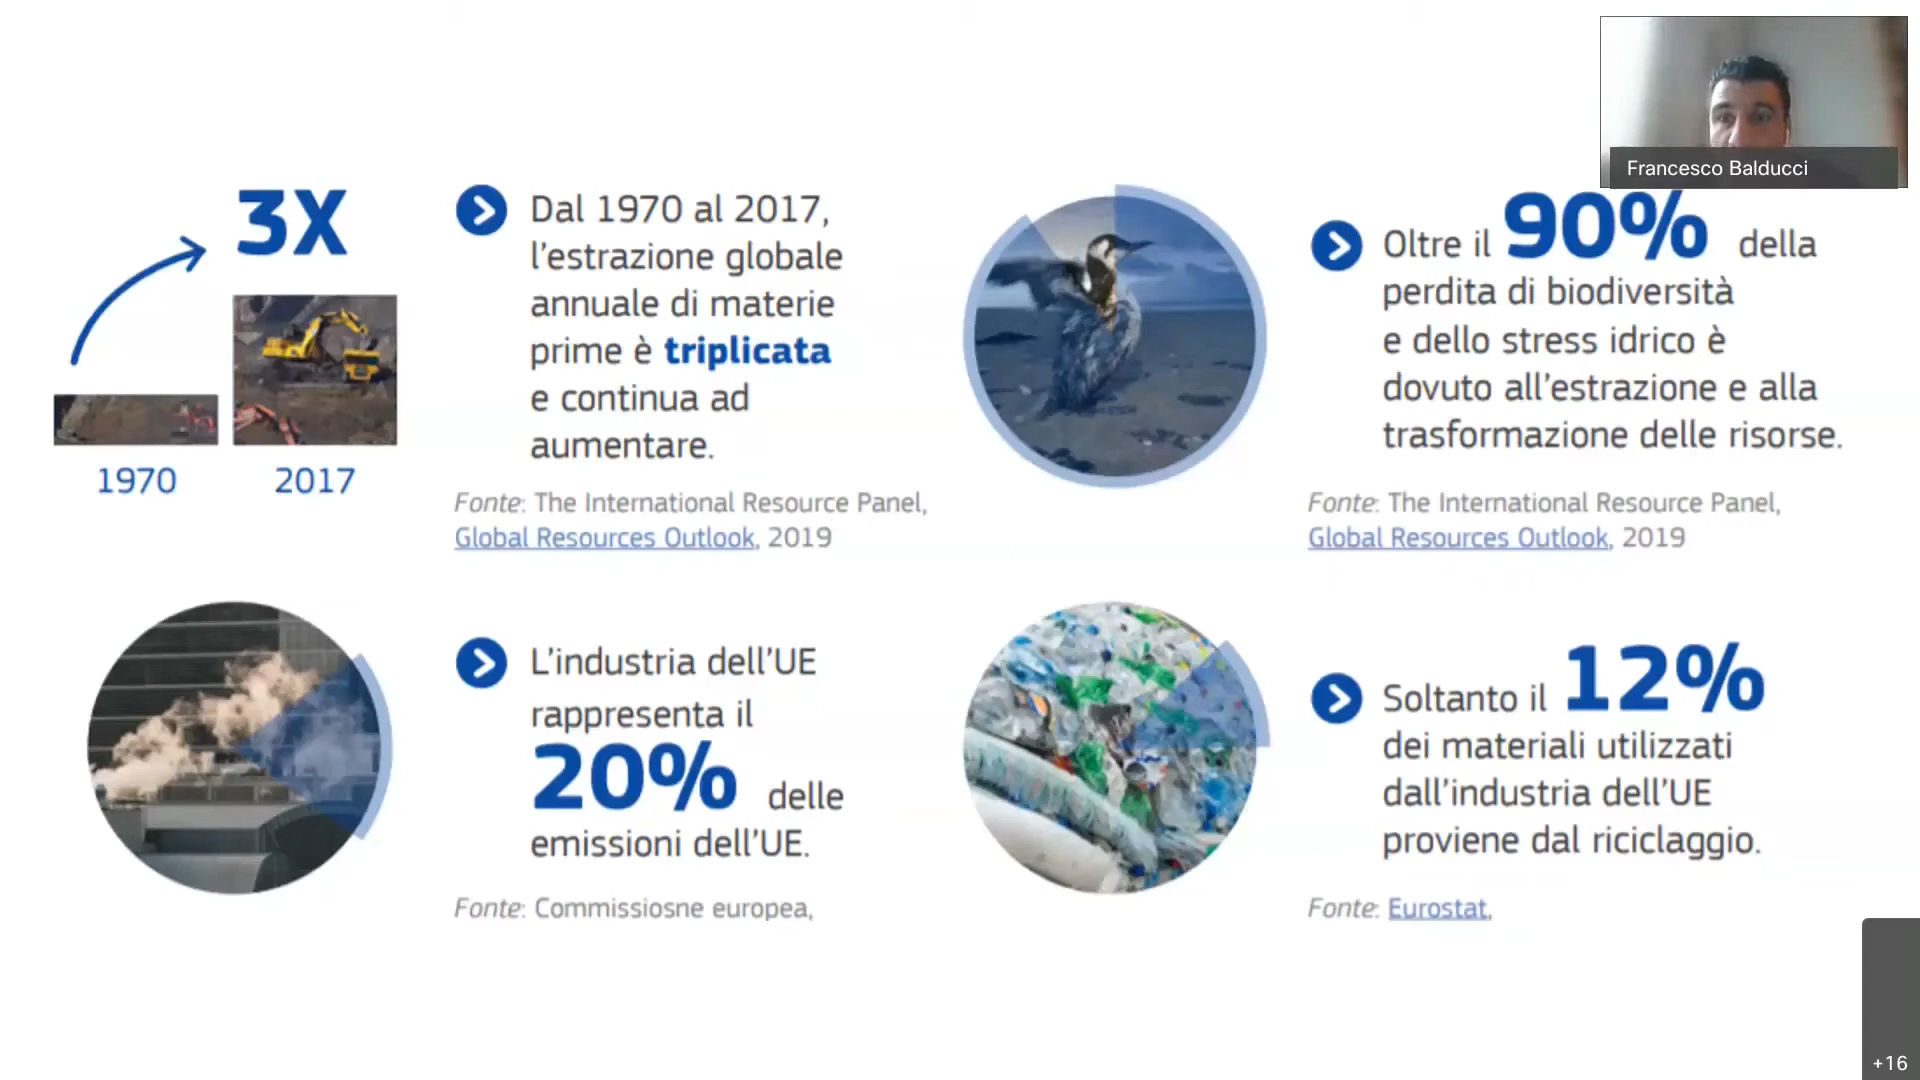 Francesco Balducci
3X
1970
2017
Dal 1970 al 2017,
l'estrazione globale
annuale di materie
prime è triplicata
e continua ad
aumentare.
Fonte: The International Resource Panel,
Global Resources Outlook, 2019
Oltre il 90% della
perdita di biodiversità
e dello stress idrico è
dovuto all'estrazione e alla
trasformazione delle risorse.
Fonte: The International Resource Panel,
Global Resources Outlook, 2019
L'industria dell'UE
rappresenta il
20% delle
emissioni dell'UE.
Fonte: Commissiosne europea,
Soltanto il 12%
dei materiali utilizzati
dall'industria dell'UE
proviene dal riciclaggio.
Fonte: Eurostat,
+16